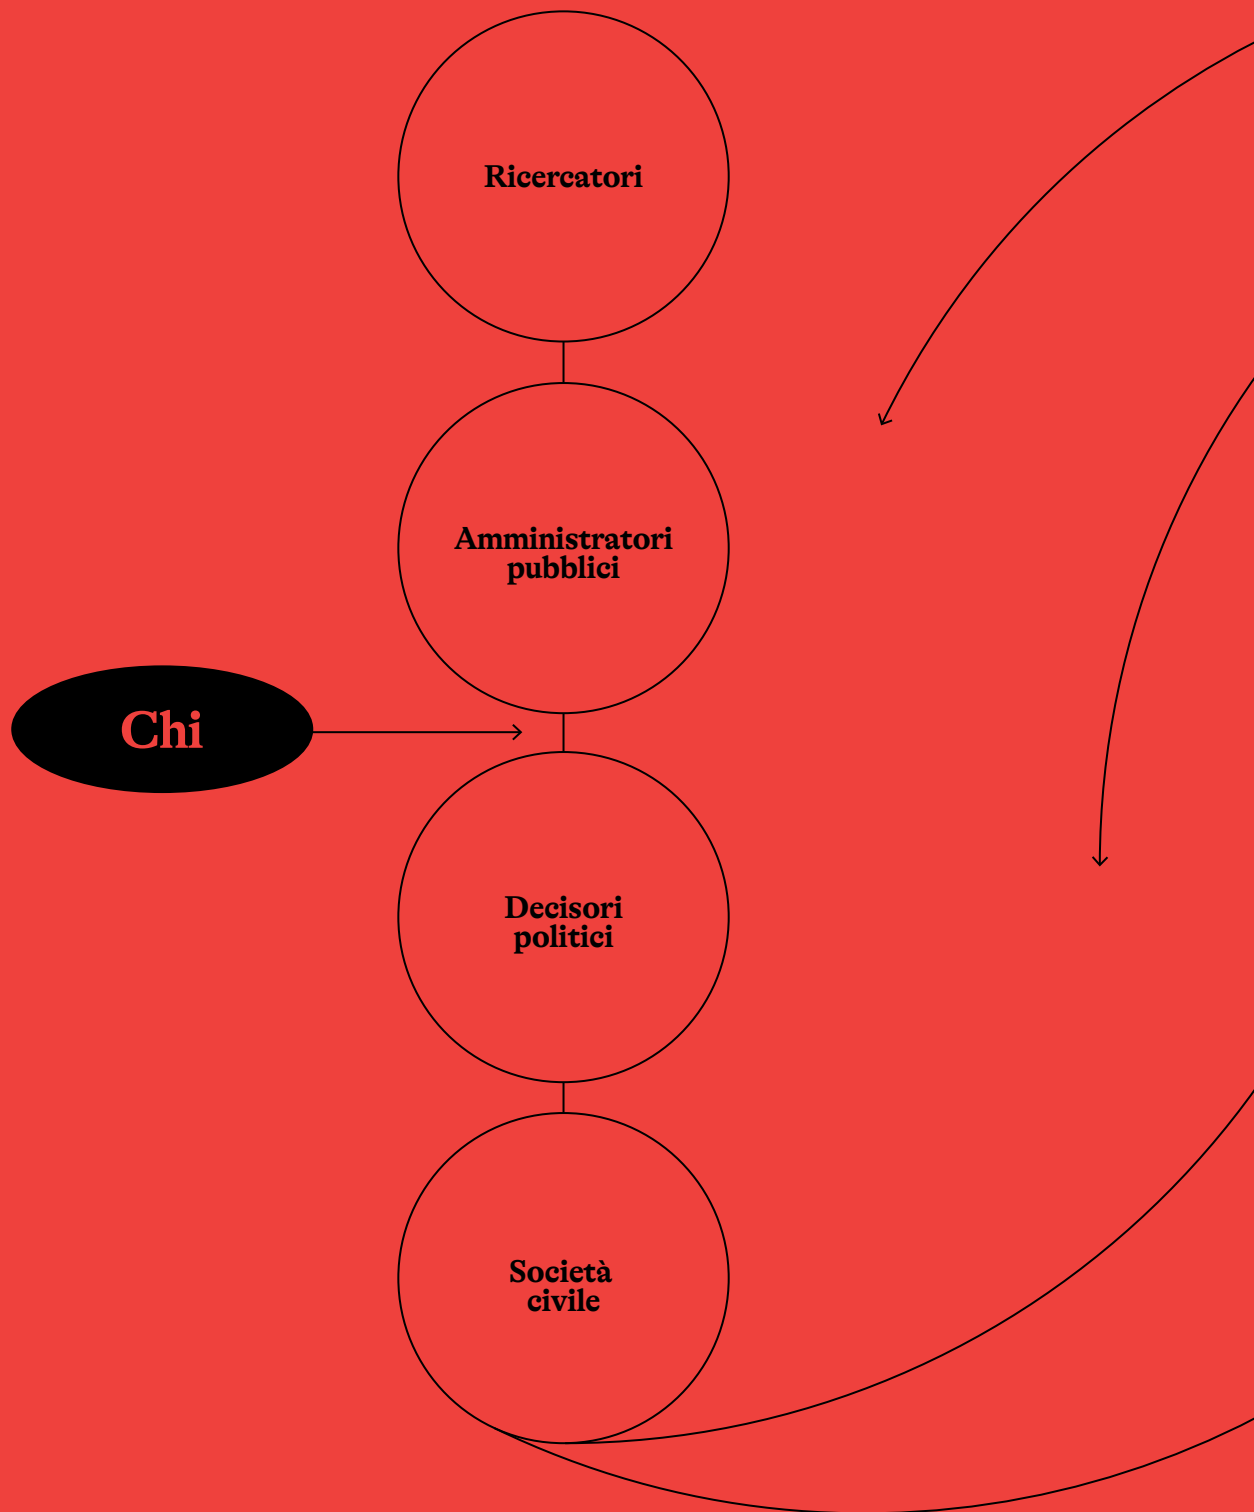 Ricercatori
Amministratori
pubblici
Chi
Decisori
politici
Società
civile